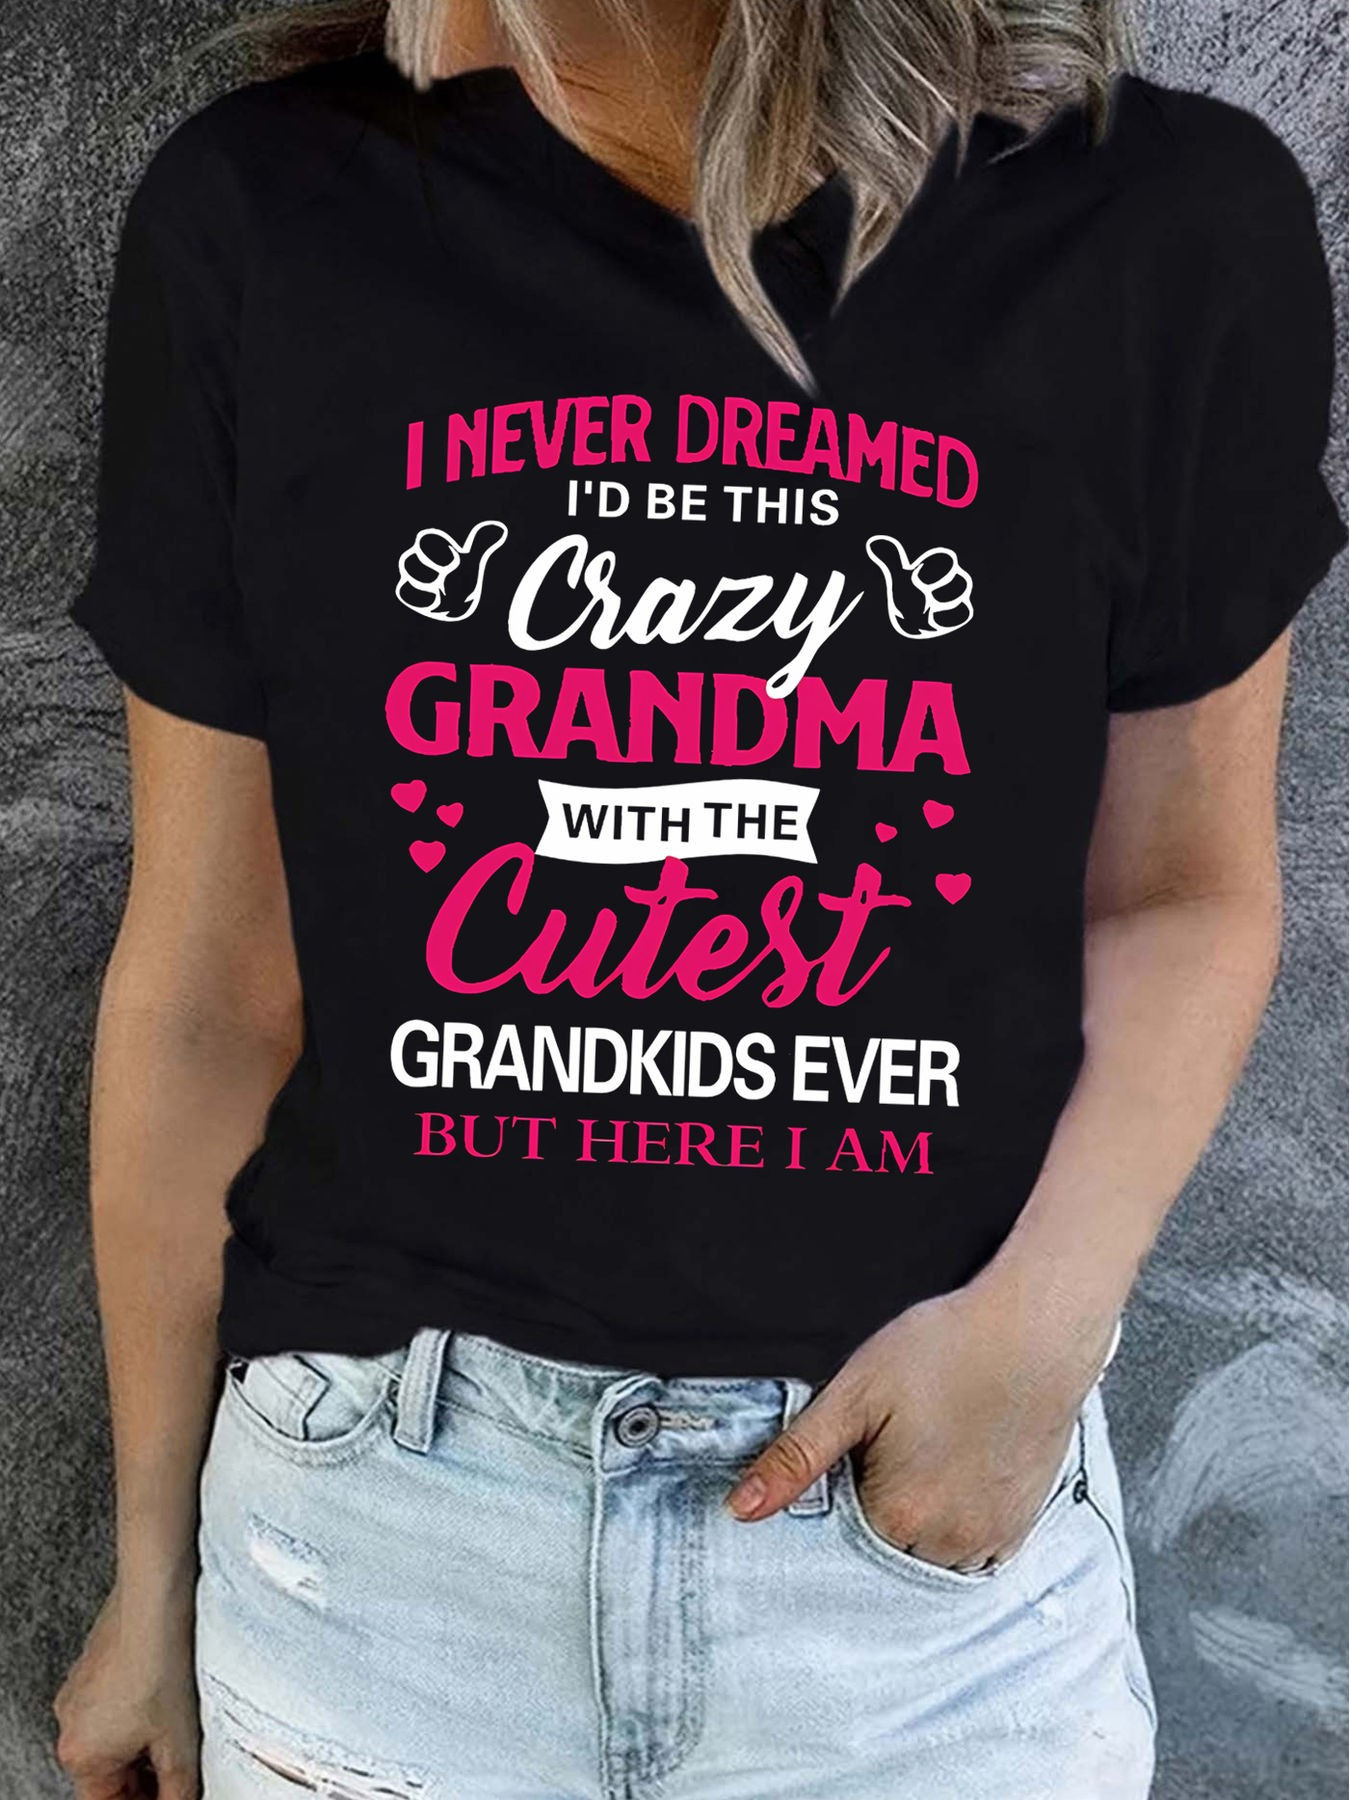 I NEVER DREAMED
I'D BE THIS
Crazy
GRANDMA
WITH THE
Cutest
GRANDKIDS EVER
BUT HERE I AM